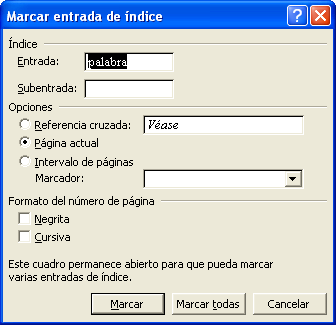 Marcar entrada de índice
Índice
Entrada: palabra
Subentrada:
Opciones
Referencia cruzada: Véase
Página actual
Intervalo de páginas
Marcador:
Formato del número de página
Negrita
Cursiva
Este cuadro permanece abierto para que pueda marcar
varias entradas de índice.
Marcar Marcar todas Cancelar